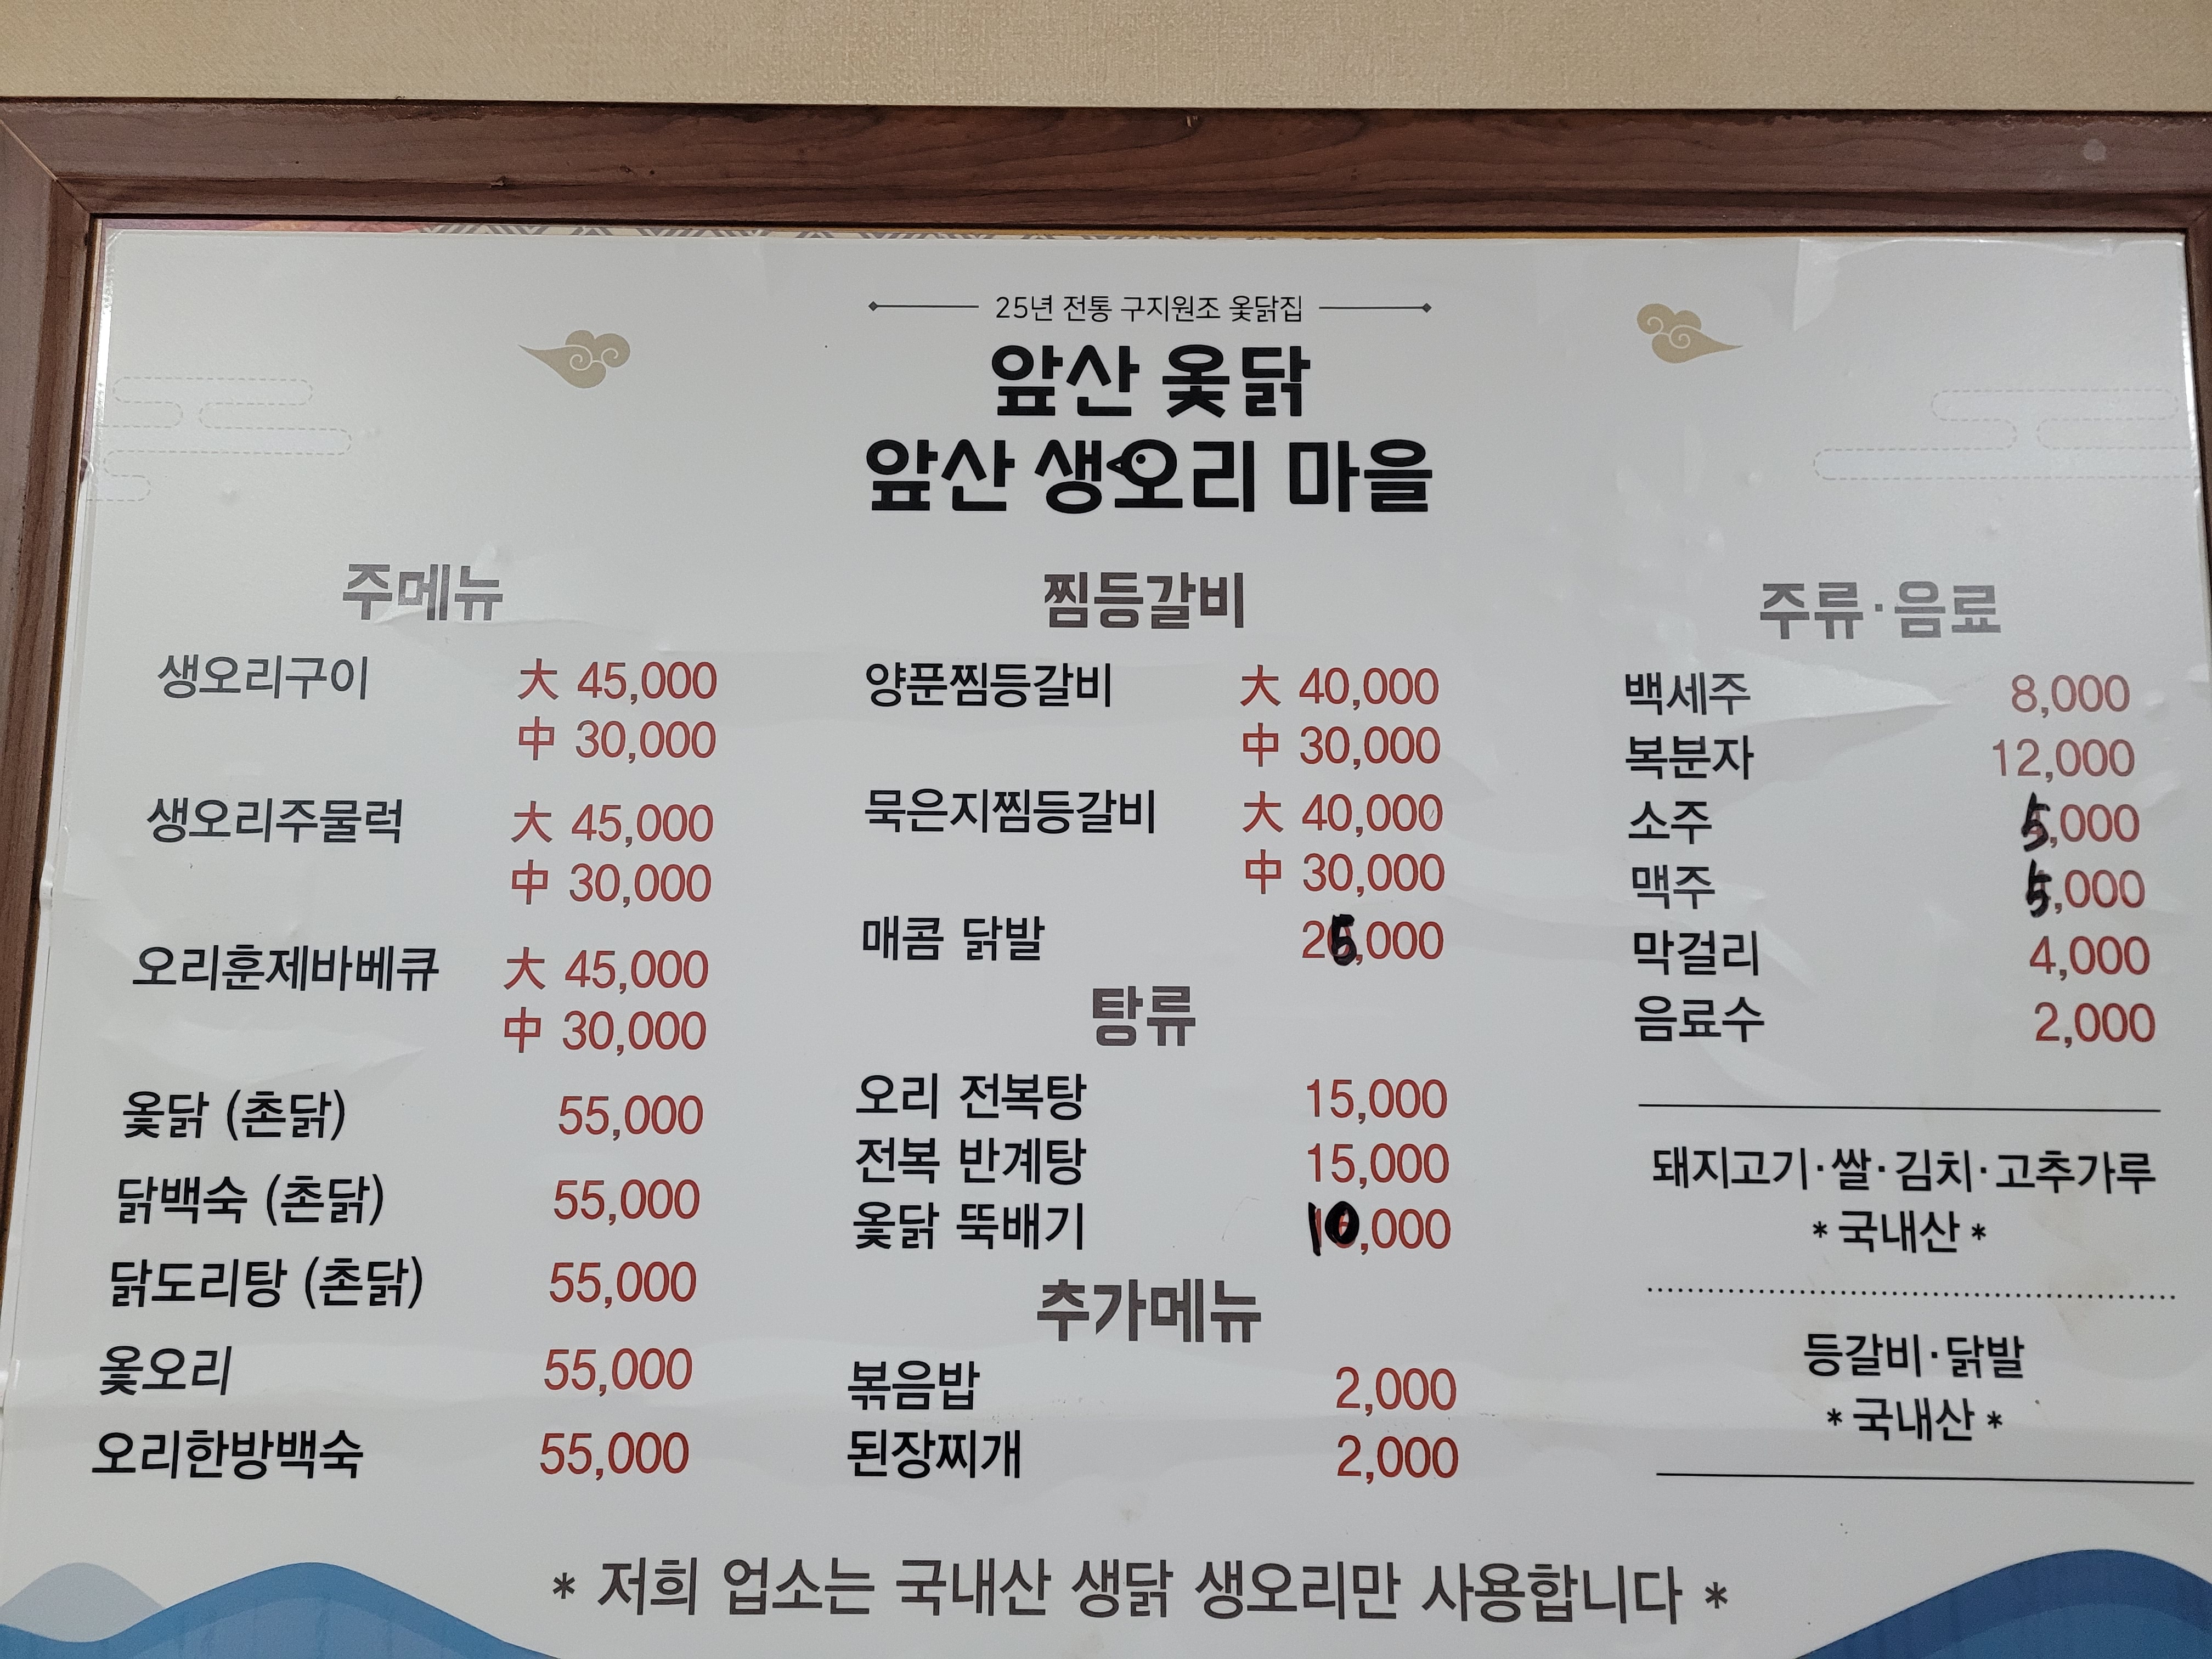 25년 전통 구지원조 옻닭집
앞산 옻닭
앞산 생오리 마을
주메뉴
생오리구이 大 45,000
中 30,000
생오리주물럭 大 45,000
中 30,000
오리훈제바베큐 大 45,000
中 30,000
옻닭 (촌닭) 55,000
닭백숙 (촌닭) 55,000
닭도리탕 (촌닭) 55,000
옻오리 55,000
오리한방백숙 55,000
찜등갈비
양푼찜등갈비 大 40,000
中 30,000
묵은지찜등갈비 大 40,000
中 30,000
매콤 닭발 25,000
탕류
오리 전복탕 15,000
전복 반계탕 15,000
옻닭 뚝배기 10,000
추가메뉴
볶음밥 2,000
된장찌개 2,000
주류·음료
백세주 8,000
복분자 12,000
소주 5,000
맥주 5,000
막걸리 4,000
음료수 2,000
돼지고기·쌀·김치·고추가루
* 국내산 *
등갈비·닭발
* 국내산 *
* 저희 업소는 국내산 생닭 생오리만 사용합니다 *